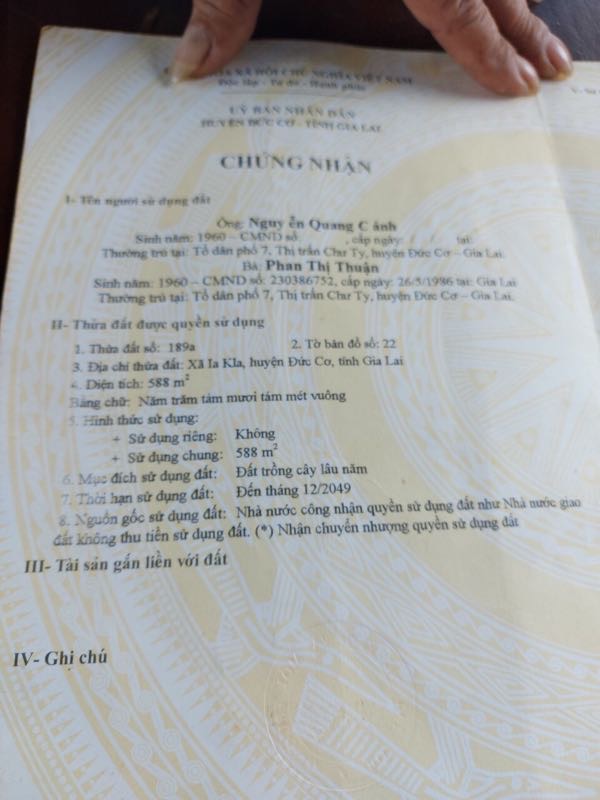 XÃ HỘI CHỦ NGHĨA VIỆT NAM
Độc lập - Tự do - Hạnh phúc
UỶ BAN NHÂN DÂN
HUYỆN ĐỨC CƠ - TỈNH GIA LAI
CHỨNG NHẬN
I- Tên người sử dụng đất
Ông: Nguy ễn Quang C ảnh
Sinh năm: 1960 – CMND số: , cấp ngày: / / tại:
Thường trú tại: Tổ dân phố 7, Thị trấn Chư Ty, huyện Đức Cơ – Gia Lai.
Bà: Phan Thị Thuận
Sinh năm: 1960 – CMND số: 230386752, cấp ngày: 26/5/1986 tại: Gia Lai
Thường trú tại: Tổ dân phố 7, Thị trấn Chư Ty, huyện Đức Cơ – Gia Lai.
II- Thửa đất được quyền sử dụng
1. Thửa đất số: 189a 2. Tờ bản đồ số: 22
3. Địa chỉ thửa đất: Xã Ia Kla, huyện Đức Cơ, tỉnh Gia Lai
4. Diện tích: 588 m²
Bằng chữ: Năm trăm tám mươi tám mét vuông
5. Hình thức sử dụng:
+ Sử dụng riêng: Không
+ Sử dụng chung: 588 m²
6. Mục đích sử dụng đất: Đất trồng cây lâu năm
7. Thời hạn sử dụng đất: Đến tháng 12/2049
8. Nguồn gốc sử dụng đất: Nhà nước công nhận quyền sử dụng đất như Nhà nước giao
đất không thu tiền sử dụng đất. (*) Nhận chuyển nhượng quyền sử dụng đất
III- Tài sản gắn liền với đất
IV- Ghi chú